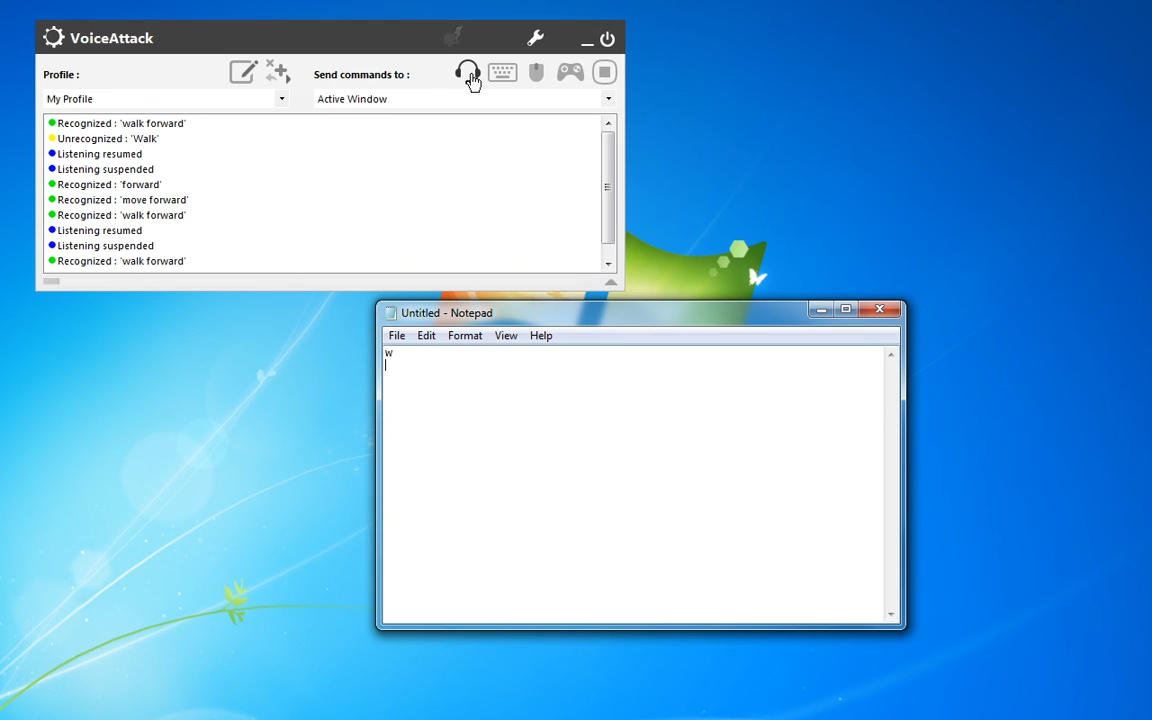 VoiceAttack
Profile :
Send commands to :
My Profile
Active Window
Recognized : 'walk forward'
Unrecognized : 'Walk'
Listening resumed
Listening suspended
Recognized : 'forward'
Recognized : 'move forward'
Recognized : 'walk forward'
Listening resumed
Listening suspended
Recognized : 'walk forward'
Untitled - Notepad
File Edit Format View Help
w